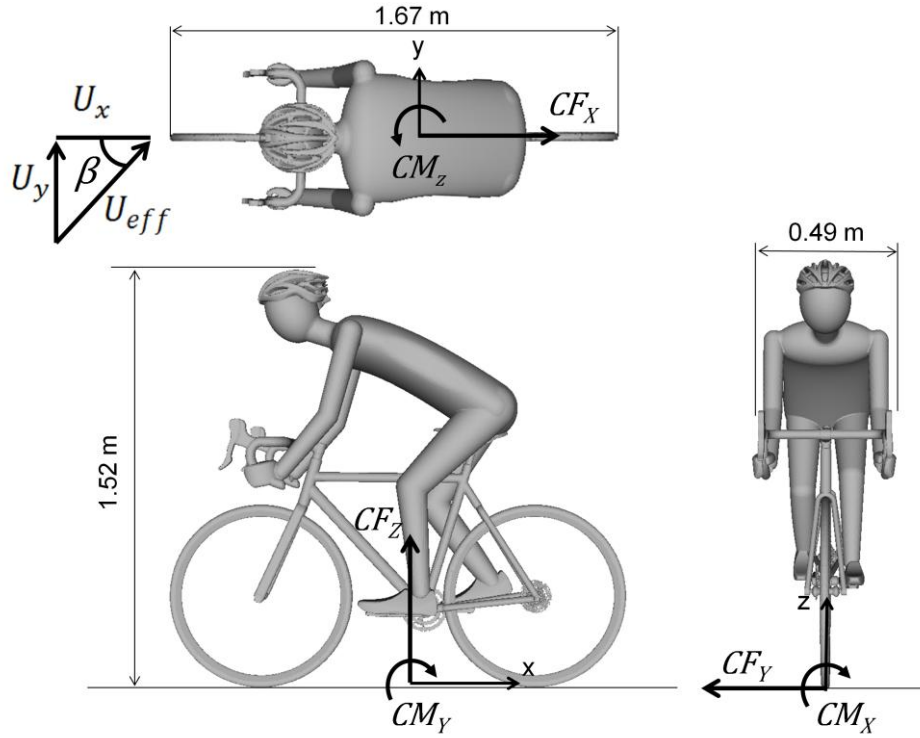 1.67 m
y
CF_X
U_x
U_y
β
U_eff
CM_z
0.49 m
1.52 m
CF_Z
x
CM_Y
z
CF_Y
CM_X